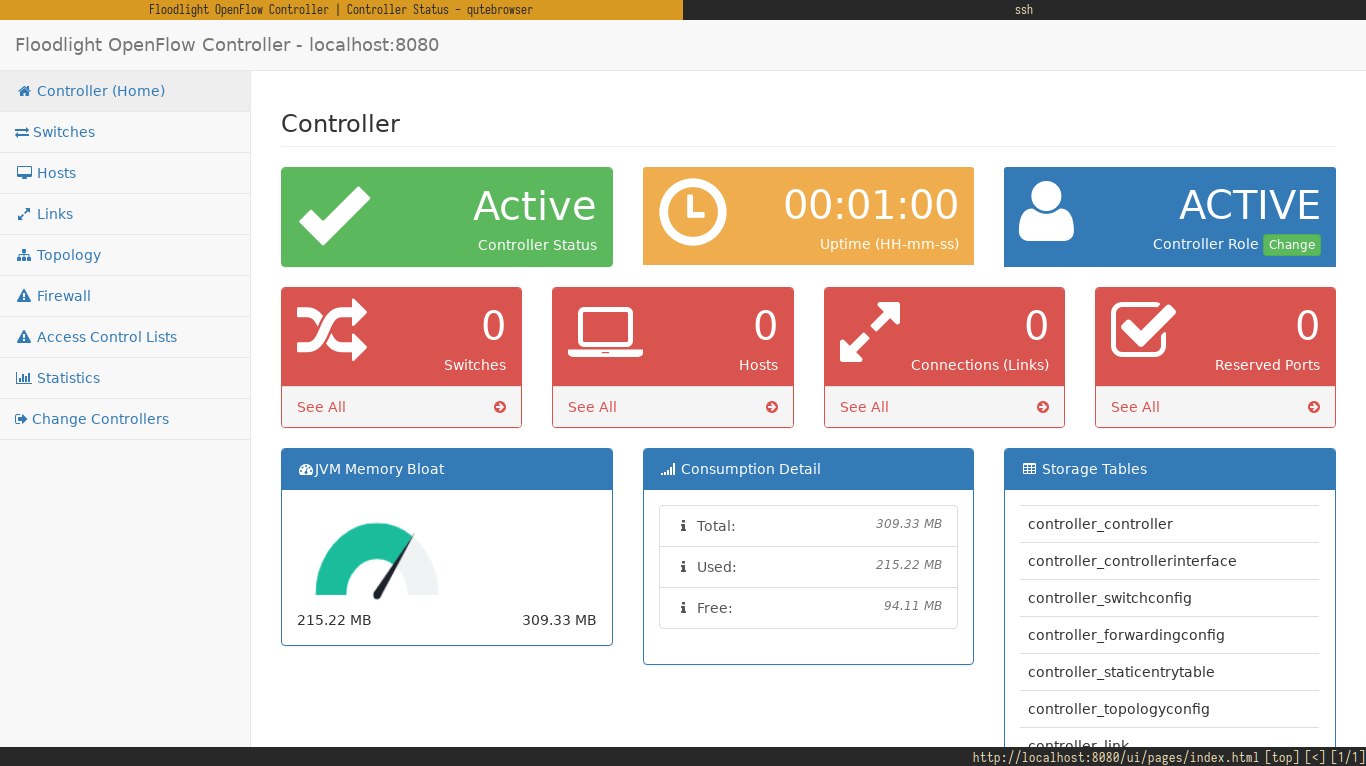 Floodlight OpenFlow Controller | Controller Status - qutebrowser
ssh
Floodlight OpenFlow Controller - localhost:8080
Controller (Home)
Switches
Hosts
Links
Topology
Firewall
Access Control Lists
Statistics
Change Controllers
Controller
Active
Controller Status
00:01:00
Uptime (HH-mm-ss)
ACTIVE
Controller Role Change
0
Switches
See All
0
Hosts
See All
0
Connections (Links)
See All
0
Reserved Ports
See All
JVM Memory Bloat
215.22 MB 309.33 MB
Consumption Detail
Total: 309.33 MB
Used: 215.22 MB
Free: 94.11 MB
Storage Tables
controller_controller
controller_controllerinterface
controller_switchconfig
controller_forwardingconfig
controller_staticentrytable
controller_topologyconfig
controller_link
http://localhost:8080/ui/pages/index.html [top] [<] [1/1]